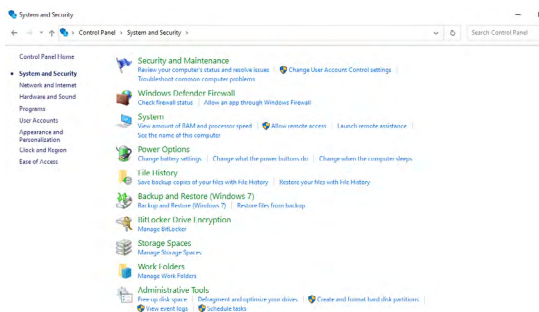 System and Security
Control Panel > System and Security >
Search Control Panel
Control Panel Home
System and Security
Network and Internet
Hardware and Sound
Programs
User Accounts
Appearance and
Personalization
Clock and Region
Ease of Access
Security and Maintenance
Review your computer's status and resolve issues | Change User Account Control settings |
Troubleshoot common computer problems
Windows Defender Firewall
Check firewall status | Allow an app through Windows Firewall
System
View amount of RAM and processor speed | Allow remote access | Launch remote assistance |
See the name of this computer
Power Options
Change battery settings | Change what the power buttons do | Change when the computer sleeps
File History
Save backup copies of your files with File History | Restore your files with File History
Backup and Restore (Windows 7)
Backup and Restore (Windows 7) | Restore files from backup
BitLocker Drive Encryption
Manage BitLocker
Storage Spaces
Manage Storage Spaces
Work Folders
Manage Work Folders
Administrative Tools
Free up disk space | Defragment and optimize your drives | Create and format hard disk partitions |
View event logs | Schedule tasks